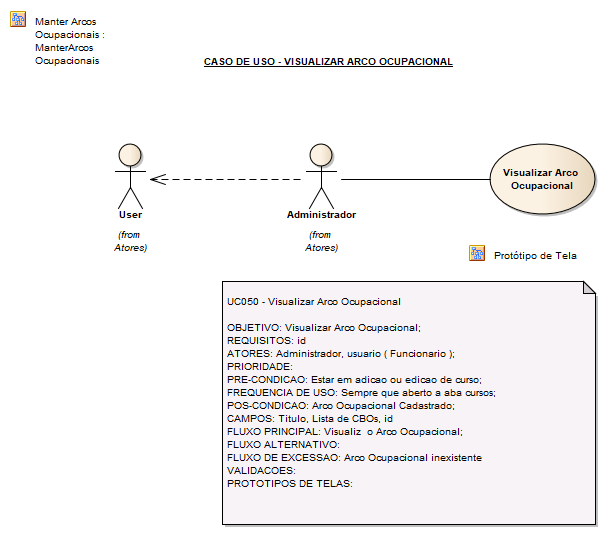 Manter Arcos
Ocupacionais :
ManterArcos
Ocupacionais
CASO DE USO - VISUALIZAR ARCO OCUPACIONAL
User
(from
Atores)
Administrador
(from
Atores)
Visualizar Arco
Ocupacional
Protótipo de Tela
UC050 - Visualizar Arco Ocupacional
OBJETIVO: Visualizar Arco Ocupacional;
REQUISITOS: id
ATORES: Administrador, usuario ( Funcionario );
PRIORIDADE:
PRE-CONDICAO: Estar em adicao ou edicao de curso;
FREQUENCIA DE USO: Sempre que aberto a aba cursos;
POS-CONDICAO: Arco Ocupacional Cadastrado;
CAMPOS: Titulo, Lista de CBOs, id
FLUXO PRINCIPAL: Visualiz  o Arco Ocupacional;
FLUXO ALTERNATIVO:
FLUXO DE EXCESSAO: Arco Ocupacional inexistente
VALIDACOES:
PROTOTIPOS DE TELAS: